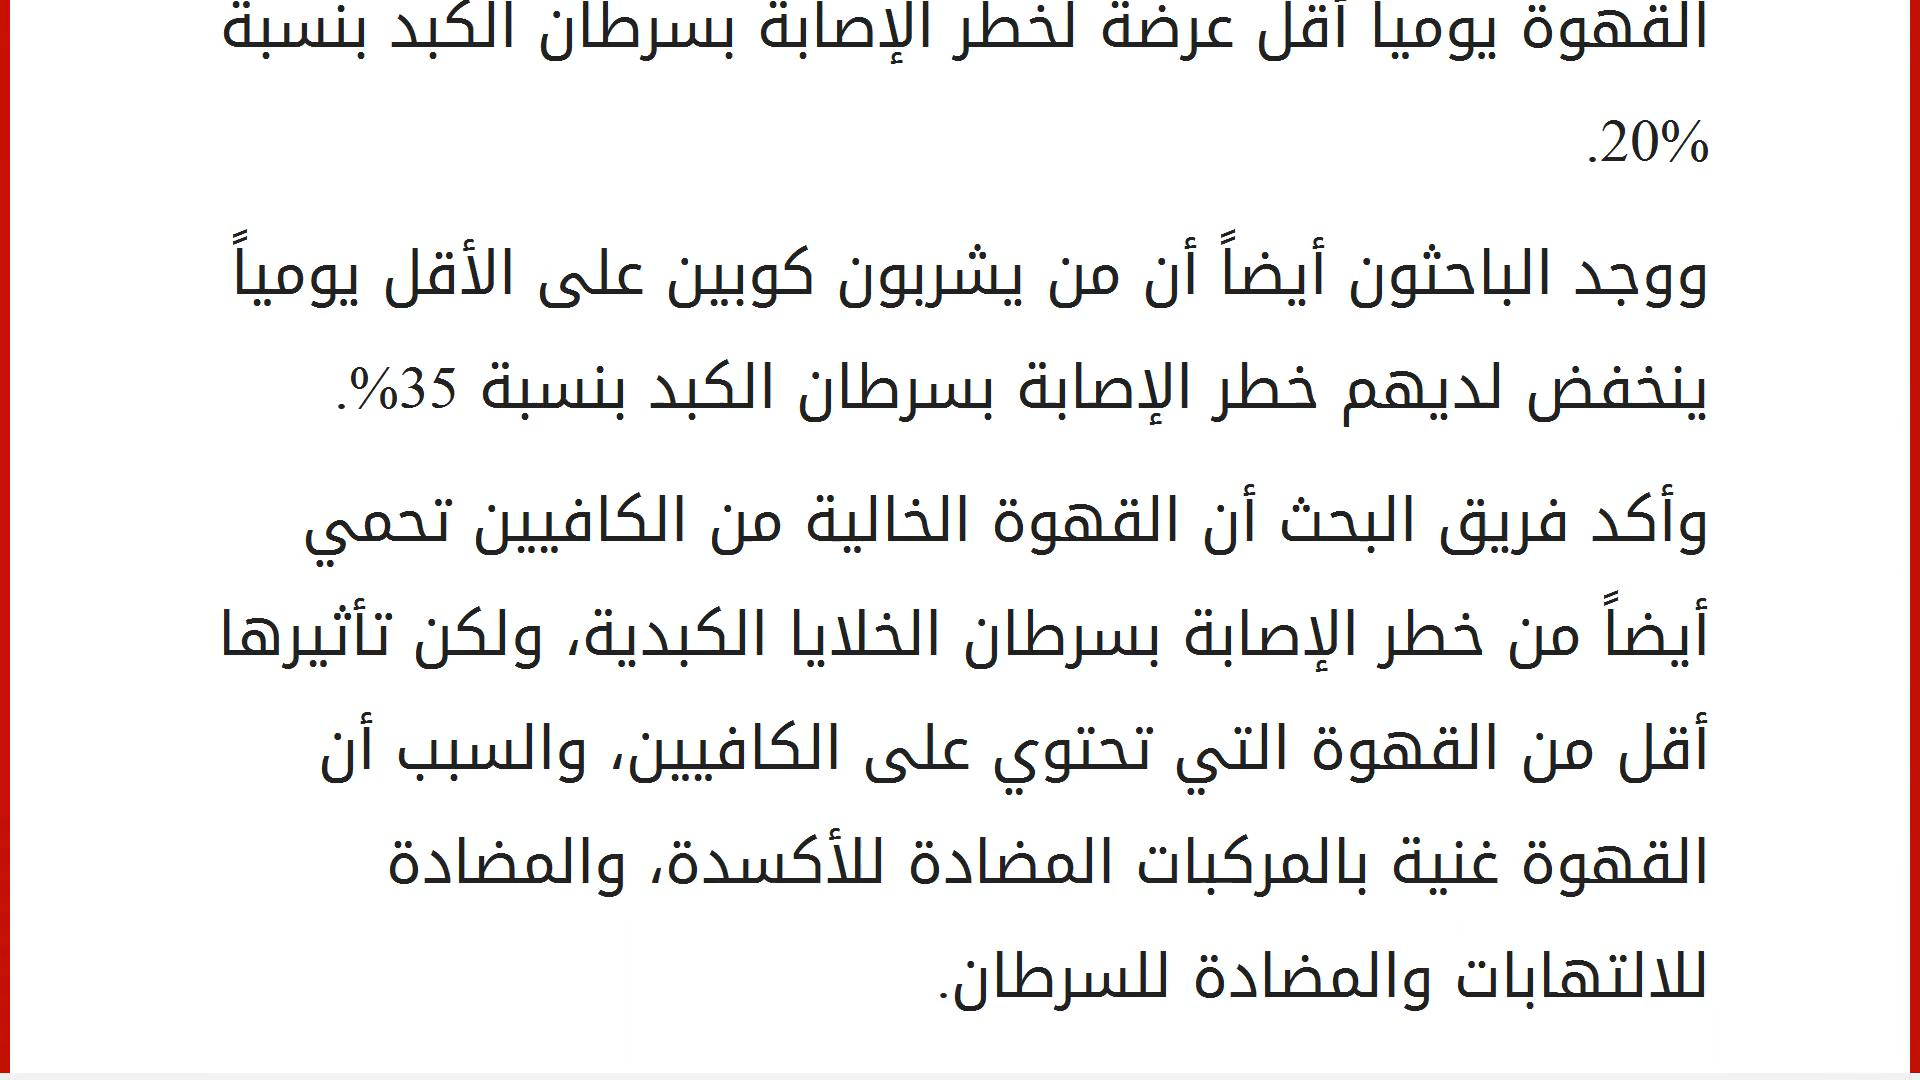 القهوة يومياً أقل عرضة لخطر الإصابة بسرطان الكبد بنسبة
20%.
ووجد الباحثون أيضاً أن من يشربون كوبين على الأقل يومياً
ينخفض لديهم خطر الإصابة بسرطان الكبد بنسبة 35%.
وأكد فريق البحث أن القهوة الخالية من الكافيين تحمي
أيضاً من خطر الإصابة بسرطان الخلايا الكبدية، ولكن تأثيرها
أقل من القهوة التي تحتوي على الكافيين، والسبب أن
القهوة غنية بالمركبات المضادة للأكسدة، والمضادة
للالتهابات والمضادة للسرطان.